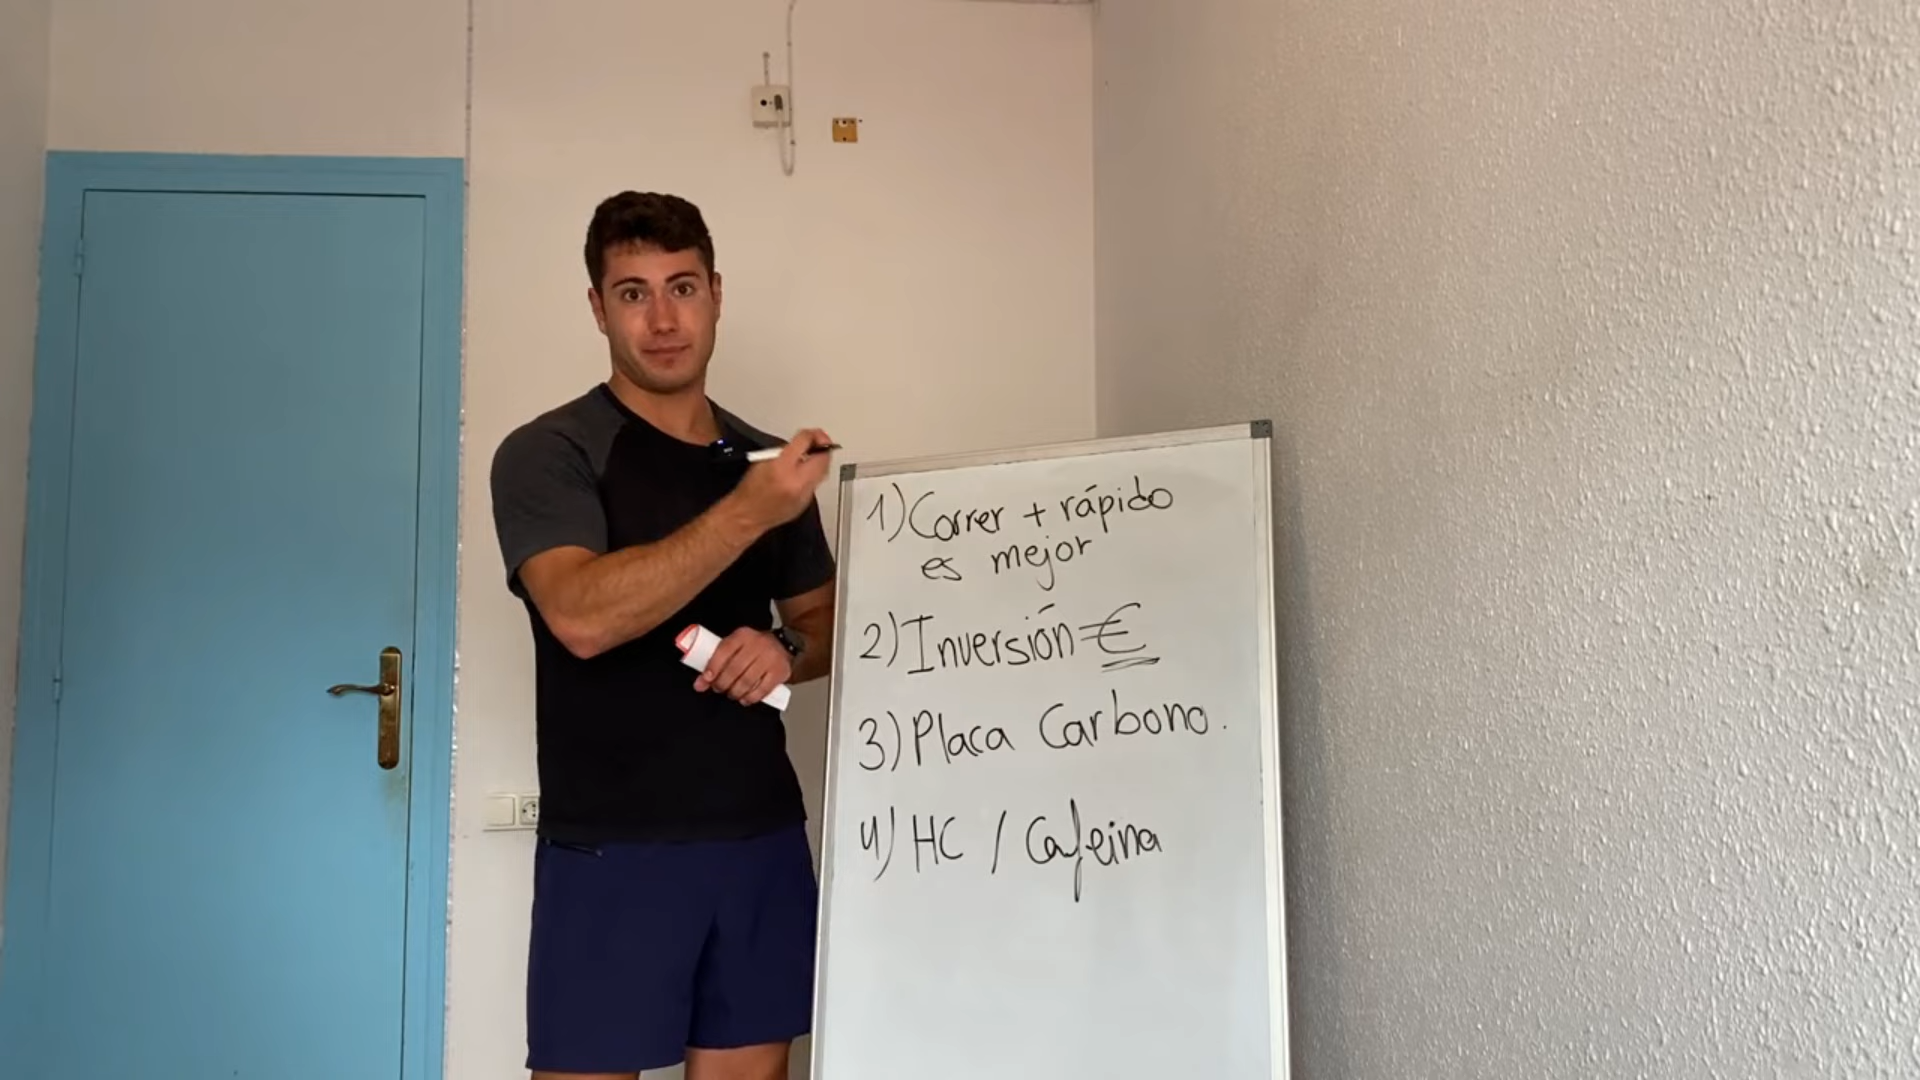 1) Correr + rápido
es mejor
2) Inversión €
3) Placa Carbono.
4) HC / Cafeina